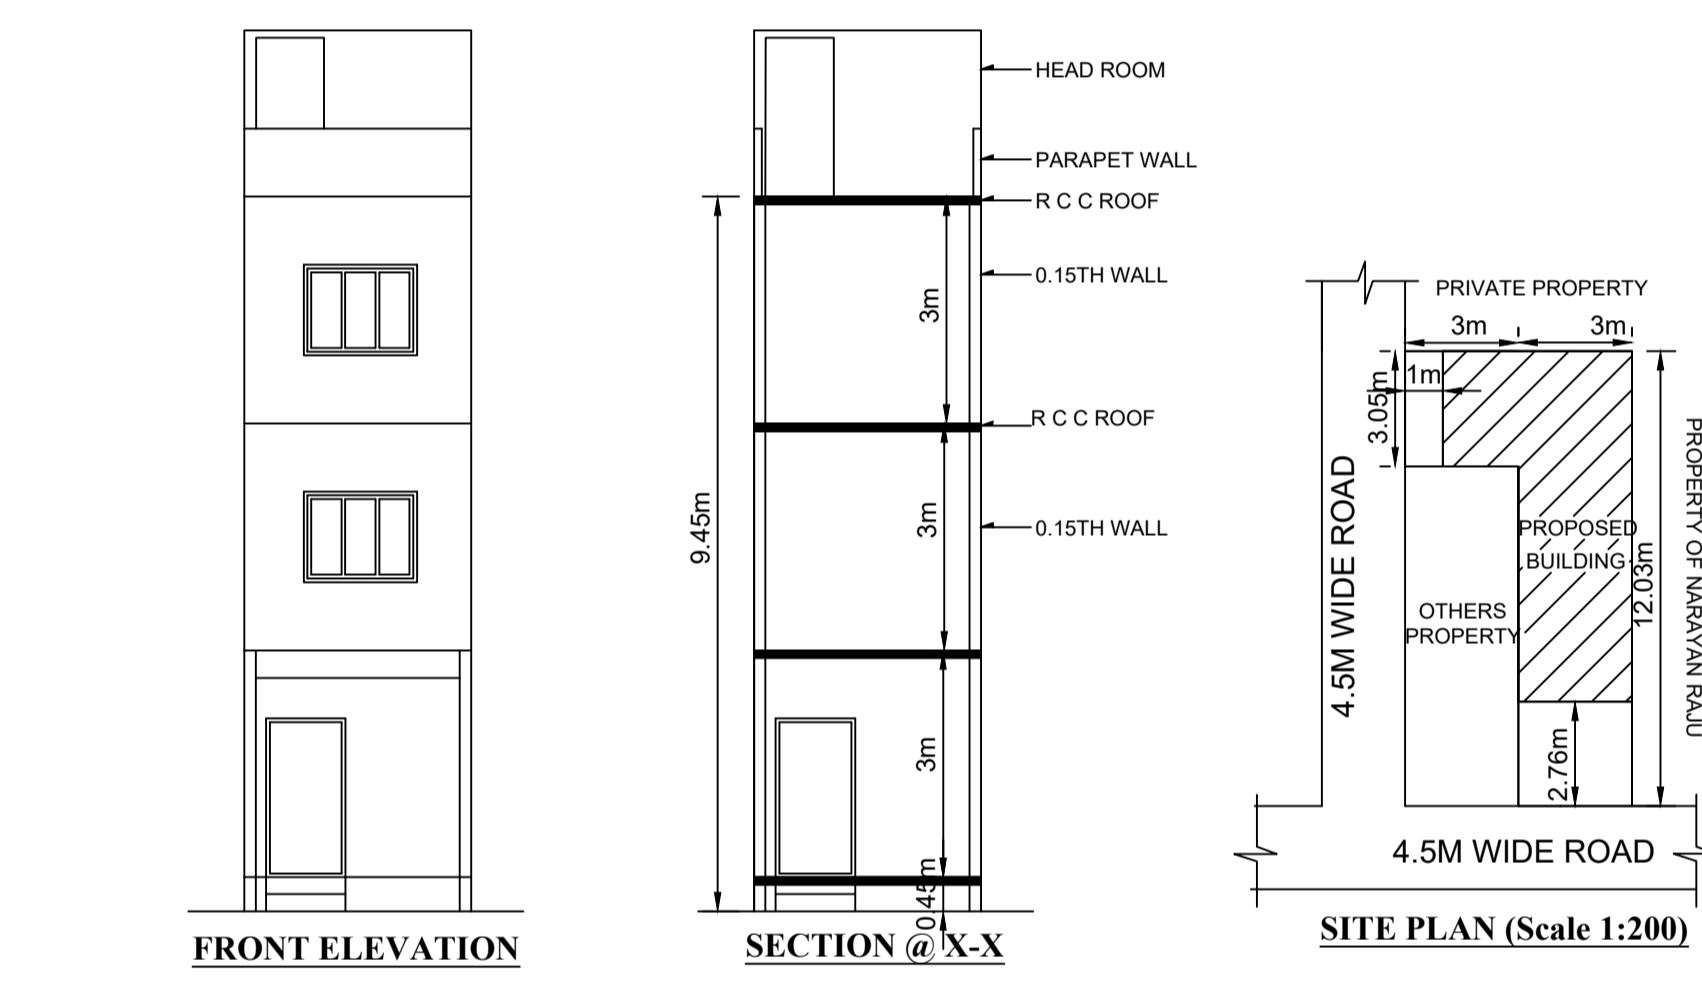 HEAD ROOM
PARAPET WALL
R C C ROOF
0.15TH WALL
3m
R C C ROOF
3m
0.15TH WALL
9.45m
3m
0.45m
FRONT ELEVATION
SECTION @ X-X
PRIVATE PROPERTY
3m
3m
1m
3.05m
4.5M WIDE ROAD
PROPOSED
BUILDING
OTHERS
PROPERTY
12.03m
PROPERTY OF NARAYAN RAJU
2.76m
4.5M WIDE ROAD
SITE PLAN (Scale 1:200)